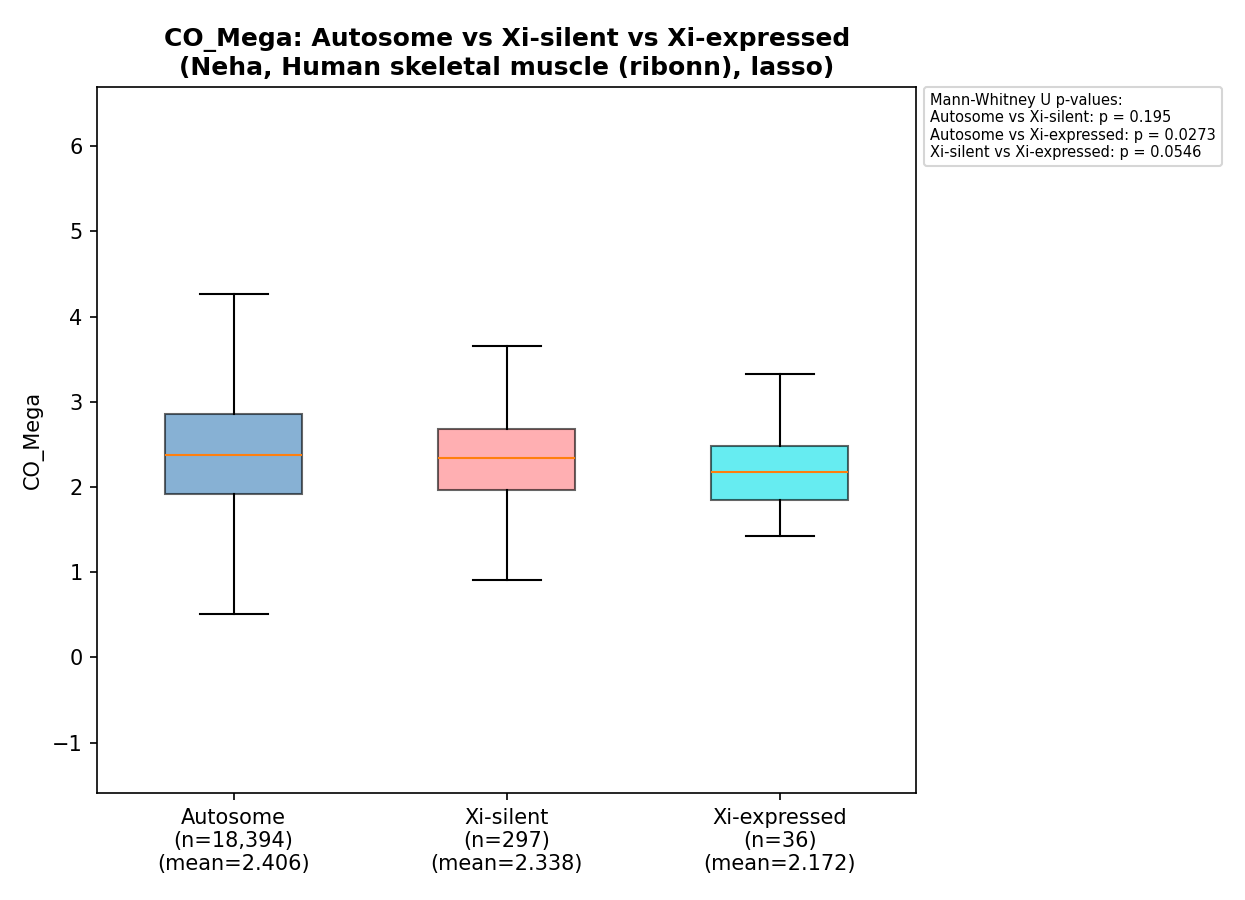 CO_Mega: Autosome vs Xi-silent vs Xi-expressed
(Neha, Human skeletal muscle (ribonn), lasso)
Mann-Whitney U p-values:
Autosome vs Xi-silent: p = 0.195
Autosome vs Xi-expressed: p = 0.0273
Xi-silent vs Xi-expressed: p = 0.0546
CO_Mega
6
5
4
3
2
1
0
−1
Autosome
(n=18,394)
(mean=2.406)
Xi-silent
(n=297)
(mean=2.338)
Xi-expressed
(n=36)
(mean=2.172)